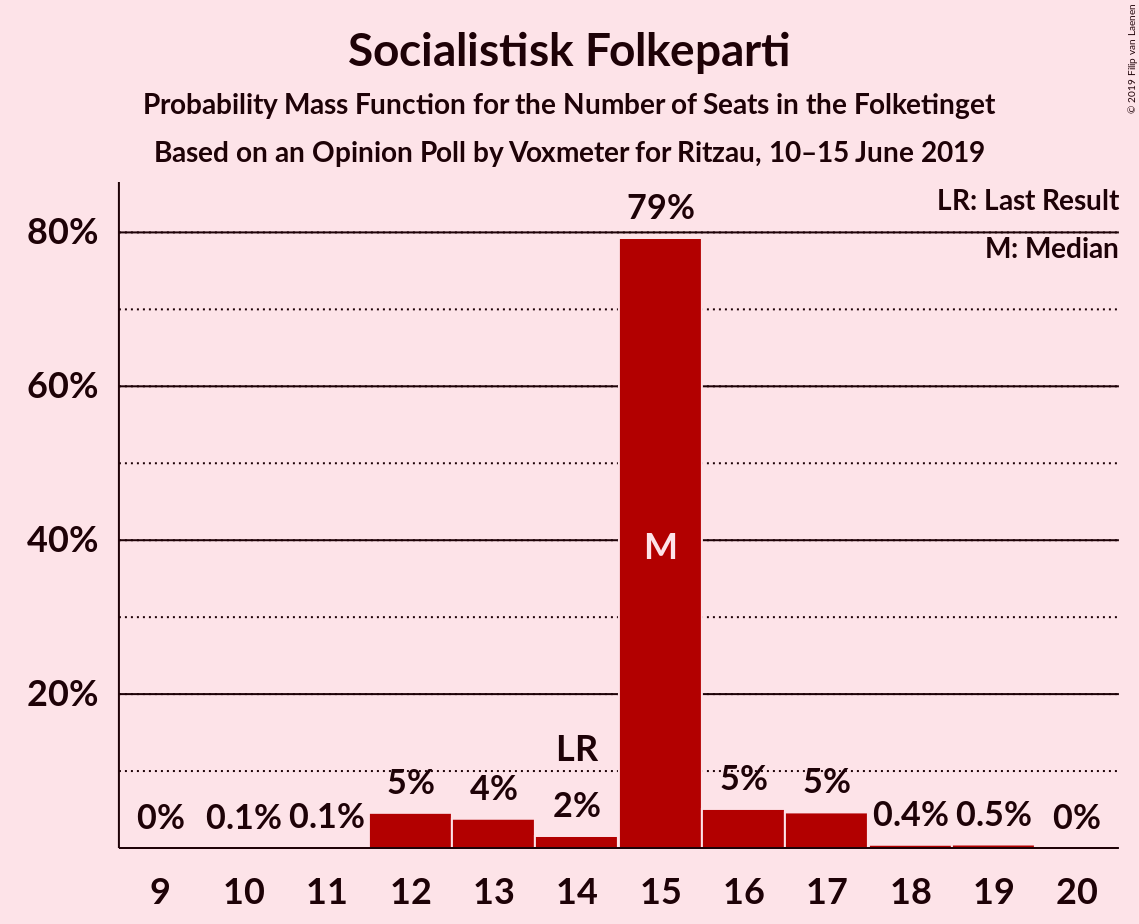 Socialistisk Folkeparti
Probability Mass Function for the Number of Seats in the Folketinget
Based on an Opinion Poll by Voxmeter for Ritzau, 10–15 June 2019
© 2019 Filip van Laenen
LR: Last Result
M: Median
80%
60%
40%
20%
0% 0.1% 0.1% 5% 4% 2% 79% 5% 5% 0.4% 0.5% 0%
LR
M
9 10 11 12 13 14 15 16 17 18 19 20